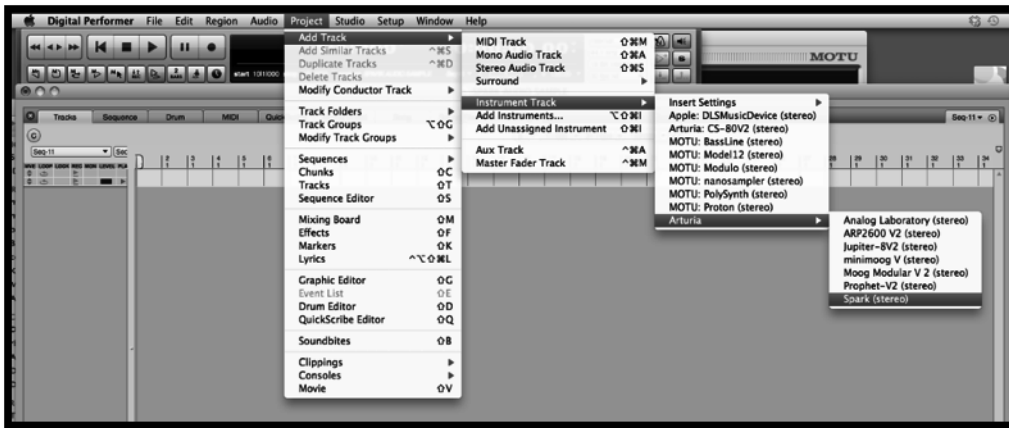 Digital Performer File Edit Region Audio Project Studio Setup Window Help
MOTU
start
Tracks Sequence Drum MIDI
Seq-11
Seq-11
Add Track
Add Similar Tracks ^⌘S
Duplicate Tracks ^⌘D
Delete Tracks
Modify Conductor Track
Track Folders
Track Groups ⌥⇧G
Modify Track Groups
Sequences
Chunks ⇧C
Tracks ⇧T
Sequence Editor ⇧S
Mixing Board ⇧M
Effects ⇧F
Markers ⇧K
Lyrics ^⌥⇧⌘L
Graphic Editor ⇧G
Event List ⇧E
Drum Editor ⇧D
QuickScribe Editor ⇧Q
Soundbites ⇧B
Clippings
Consoles
Movie ⇧V
MIDI Track ⇧⌘M
Mono Audio Track ⇧⌘A
Stereo Audio Track ⇧⌘S
Surround
Instrument Track
Add Instruments... ⌥⇧⌘I
Add Unassigned Instrument ⇧⌘I
Aux Track ^⌘A
Master Fader Track ^⌘M
Insert Settings
Apple: DLSMusicDevice (stereo)
Arturia: CS-80V2 (stereo)
MOTU: BassLine (stereo)
MOTU: Model12 (stereo)
MOTU: Modulo (stereo)
MOTU: nanosampler (stereo)
MOTU: PolySynth (stereo)
MOTU: Proton (stereo)
Arturia
Analog Laboratory (stereo)
ARP2600 V2 (stereo)
Jupiter-8V2 (stereo)
minimoog V (stereo)
Moog Modular V 2 (stereo)
Prophet-V2 (stereo)
Spark (stereo)